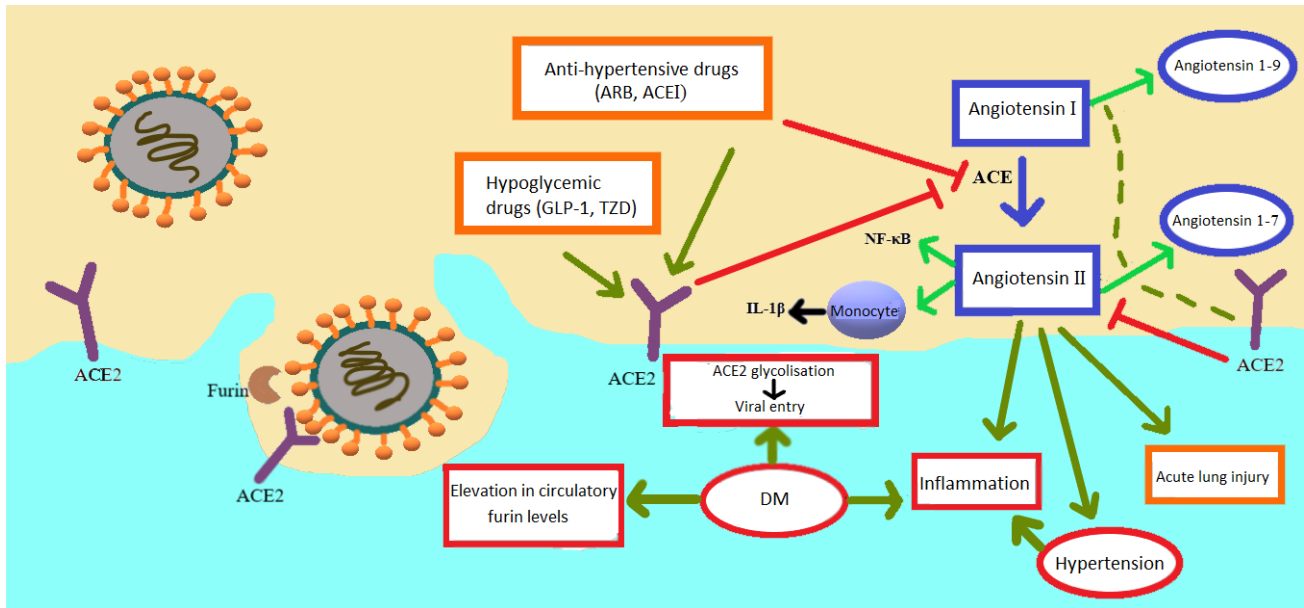 Anti-hypertensive drugs
(ARB, ACEI)
Hypoglycemic
drugs (GLP-1, TZD)
Angiotensin I
Angiotensin 1-9
ACE
NF-κB
Angiotensin II
Angiotensin 1-7
IL-1β
Monocyte
ACE2
ACE2
ACE2
Furin
ACE2
ACE2 glycolisation
Viral entry
Elevation in circulatory
furin levels
DM
Inflammation
Acute lung injury
Hypertension